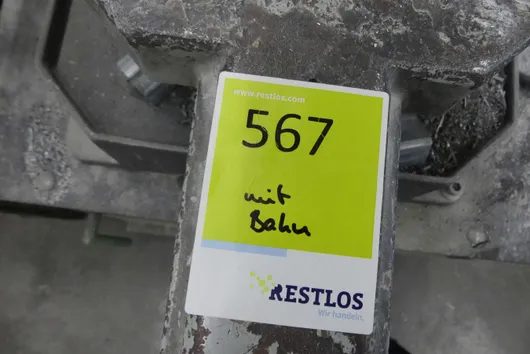 www.restlos.com
567
mit
Bahn
RESTLOS
Wir handeln.